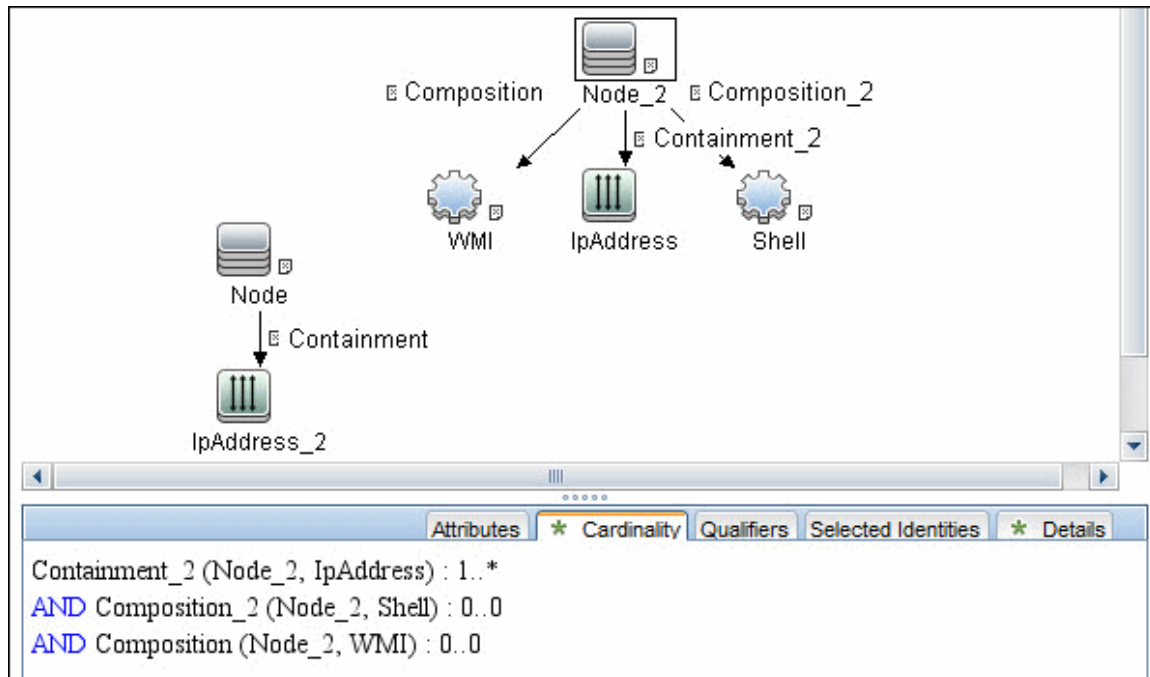 Composition
Node_2
Composition_2
Containment_2
WMI
IpAddress
Shell
Node
Containment
IpAddress_2
Attributes
* Cardinality
Qualifiers
Selected Identities
* Details
Containment_2 (Node_2, IpAddress) : 1..*
AND Composition_2 (Node_2, Shell) : 0..0
AND Composition (Node_2, WMI) : 0..0